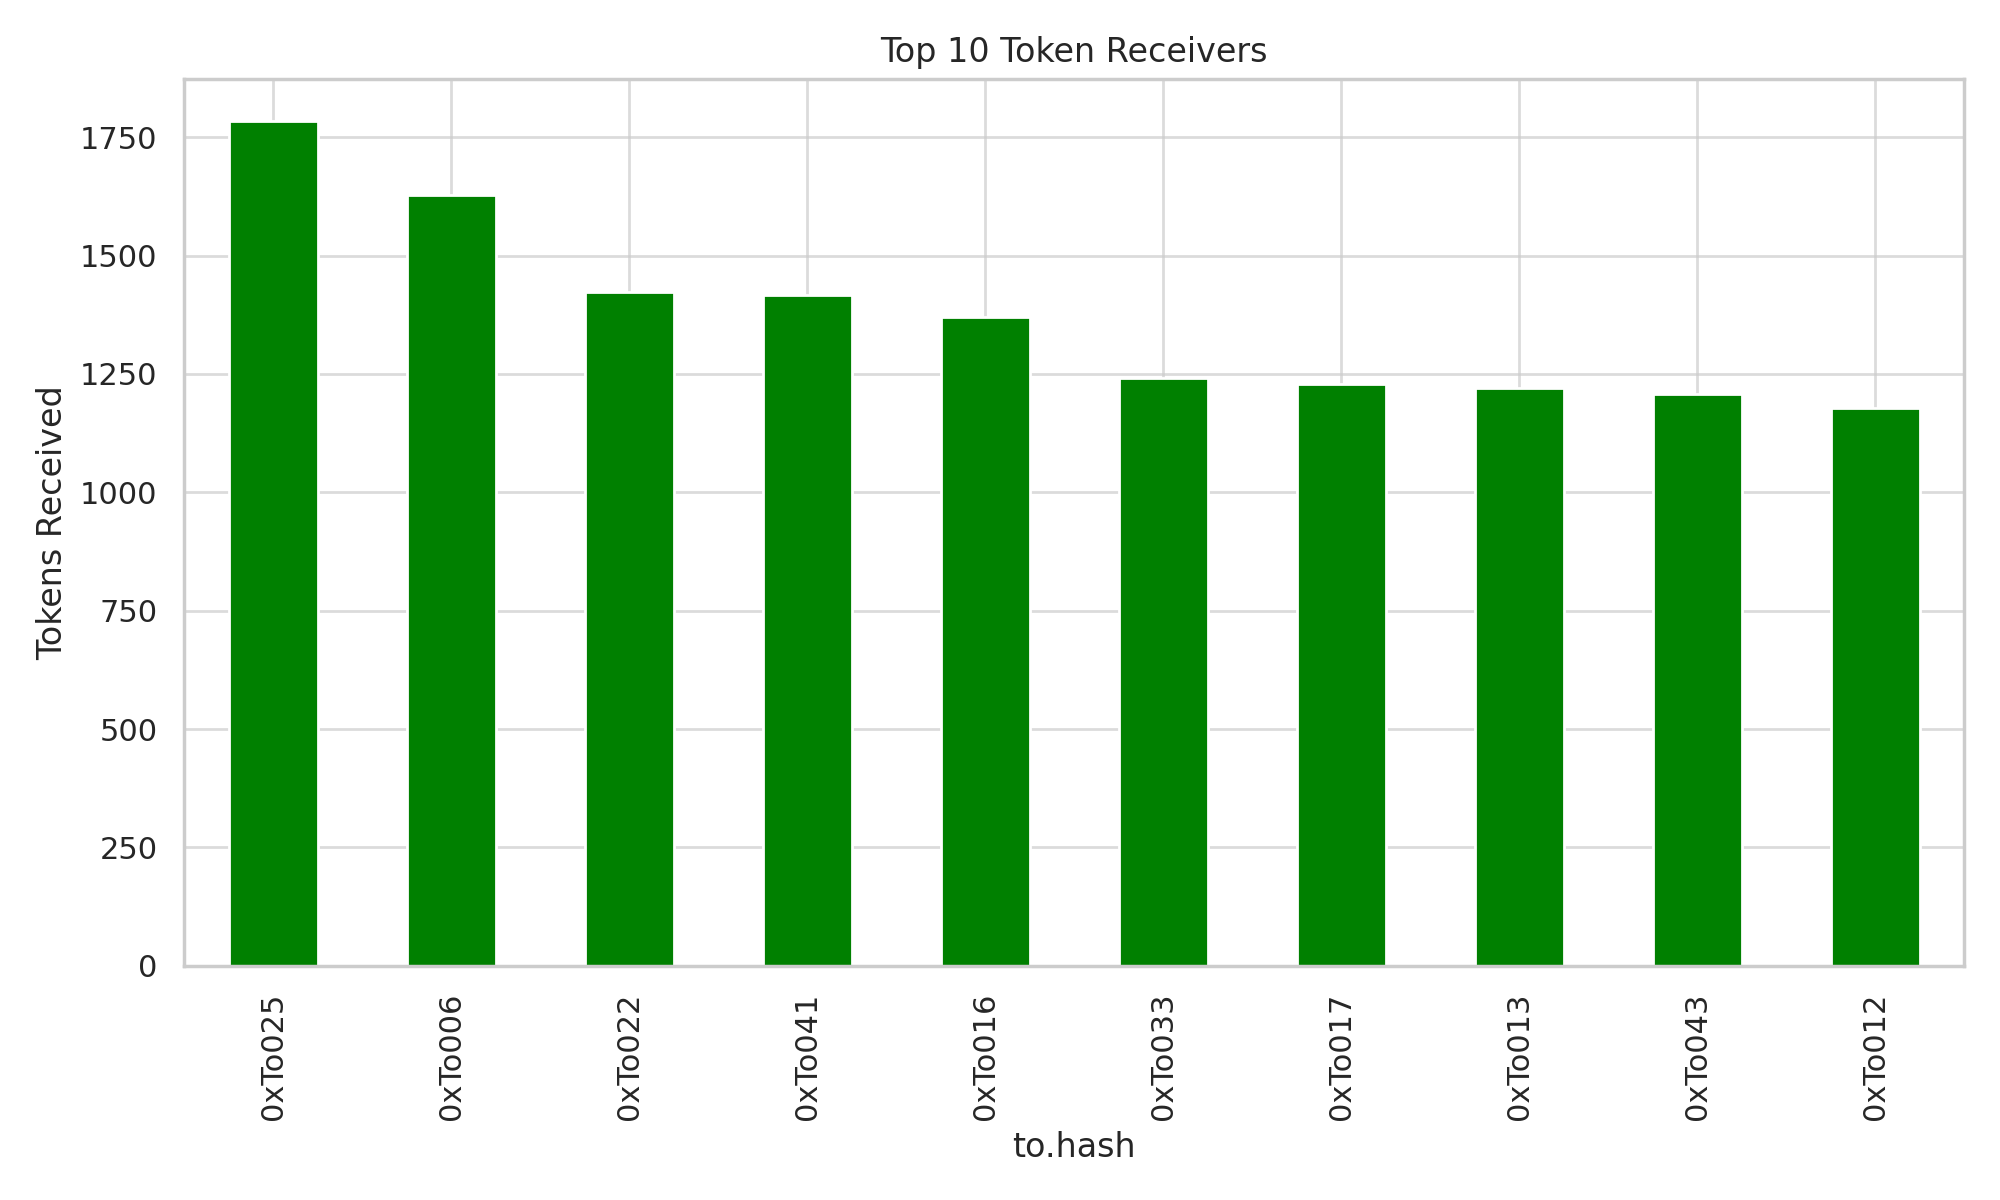 Top 10 Token Receivers
Tokens Received
1750
1500
1250
1000
750
500
250
0
0xTo025
0xTo006
0xTo022
0xTo041
0xTo016
0xTo033
0xTo017
0xTo013
0xTo043
0xTo012
to.hash